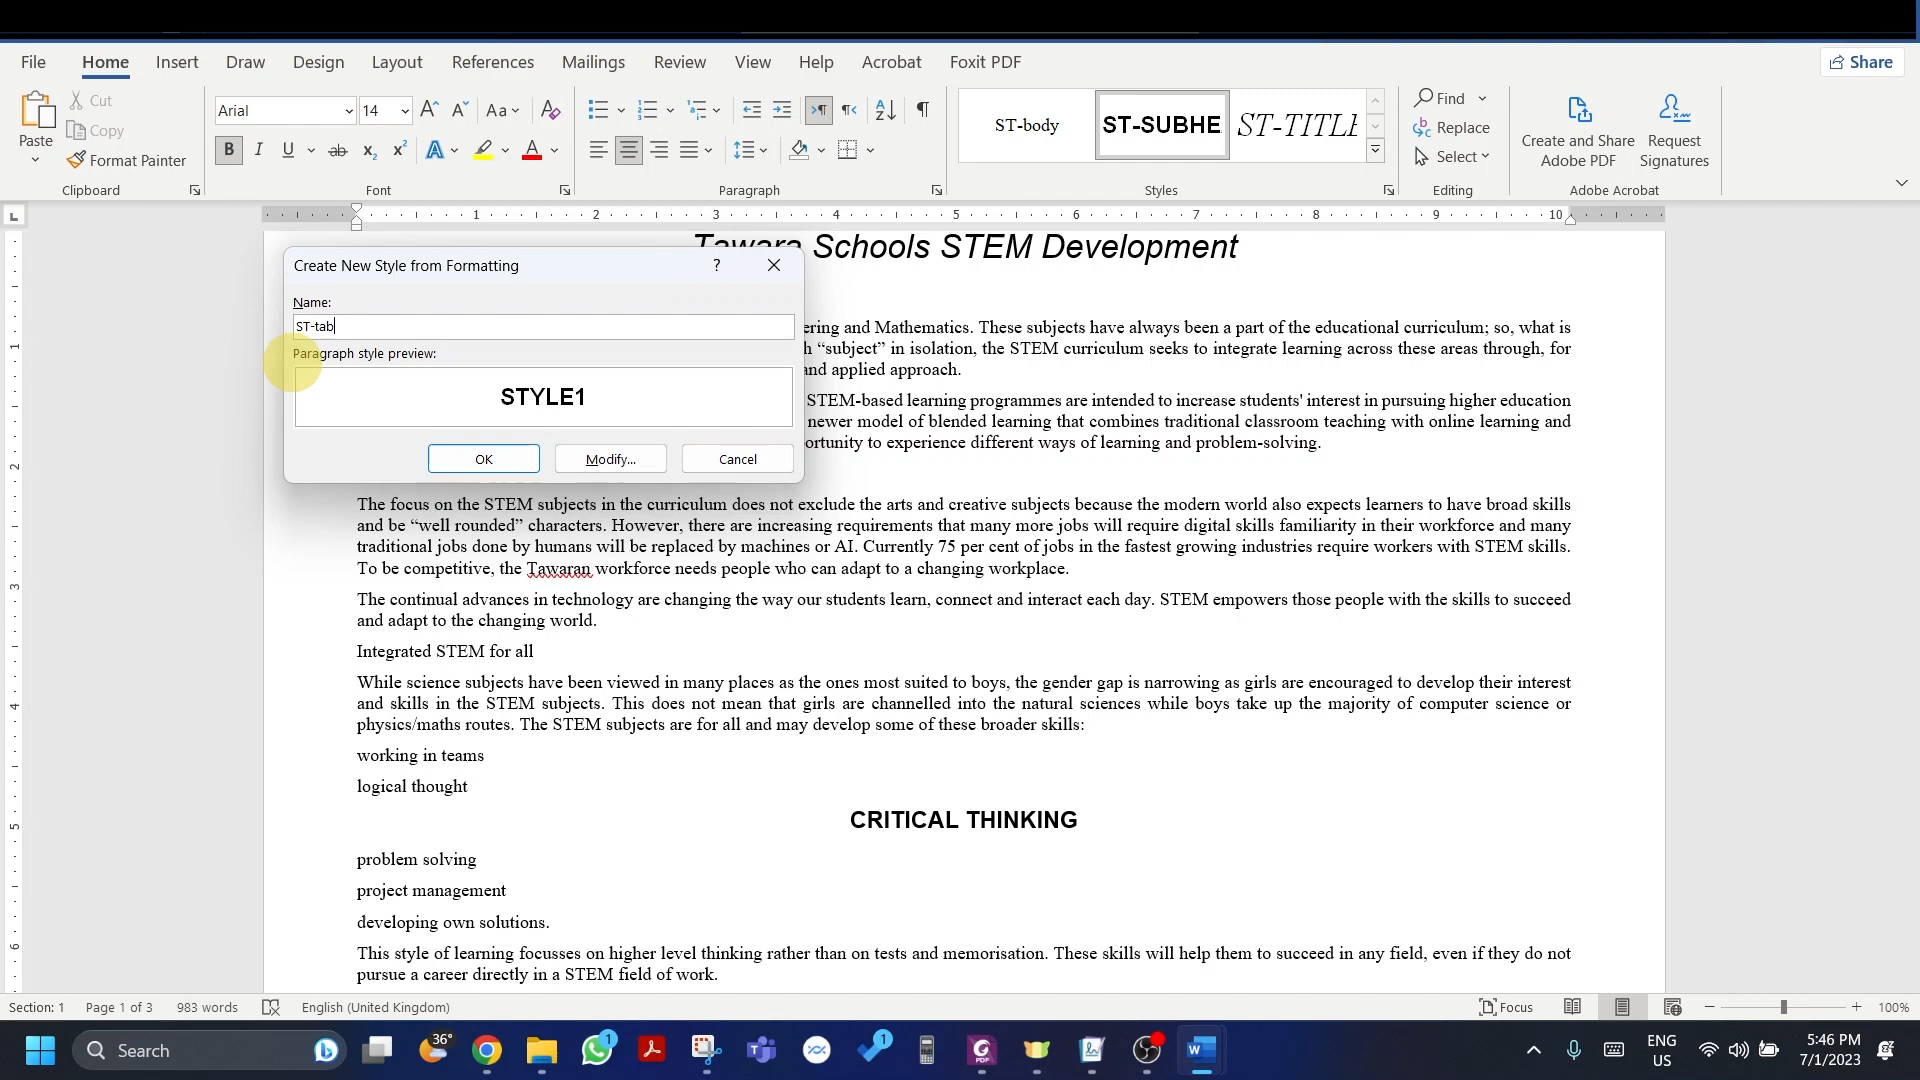 File Home Insert Draw Design Layout References Mailings Review View Help Acrobat Foxit PDF Share
Paste
Cut
Copy
Format Painter
Clipboard
Arial 14
Font
Paragraph
ST-body ST-SUBHE ST-TITLE
Styles
Find
Replace
Select
Editing
Create and Share
Adobe PDF
Request
Signatures
Adobe Acrobat
1 2 3 4 5 6 7 8 9 10
Tawara Schools STEM Development
Create New Style from Formatting ?
Name:
ST-tab
Paragraph style preview:
STYLE1
OK Modify... Cancel
ering and Mathematics. These subjects have always been a part of the educational curriculum; so, what is
h “subject” in isolation, the STEM curriculum seeks to integrate learning across these areas through, for
and applied approach.
STEM-based learning programmes are intended to increase students' interest in pursuing higher education
newer model of blended learning that combines traditional classroom teaching with online learning and
ortunity to experience different ways of learning and problem-solving.
The focus on the STEM subjects in the curriculum does not exclude the arts and creative subjects because the modern world also expects learners to have broad skills
and be “well rounded” characters. However, there are increasing requirements that many more jobs will require digital skills familiarity in their workforce and many
traditional jobs done by humans will be replaced by machines or AI. Currently 75 per cent of jobs in the fastest growing industries require workers with STEM skills.
To be competitive, the Tawaran workforce needs people who can adapt to a changing workplace.
The continual advances in technology are changing the way our students learn, connect and interact each day. STEM empowers those people with the skills to succeed
and adapt to the changing world.
Integrated STEM for all
While science subjects have been viewed in many places as the ones most suited to boys, the gender gap is narrowing as girls are encouraged to develop their interest
and skills in the STEM subjects. This does not mean that girls are channelled into the natural sciences while boys take up the majority of computer science or
physics/maths routes. The STEM subjects are for all and may develop some of these broader skills:
working in teams
logical thought
CRITICAL THINKING
problem solving
project management
developing own solutions.
This style of learning focusses on higher level thinking rather than on tests and memorisation. These skills will help them to succeed in any field, even if they do not
pursue a career directly in a STEM field of work.
Section: 1 Page 1 of 3 983 words English (United Kingdom) Focus 100%
Search 36° 1 1 ENG
US
5:46 PM
7/1/2023